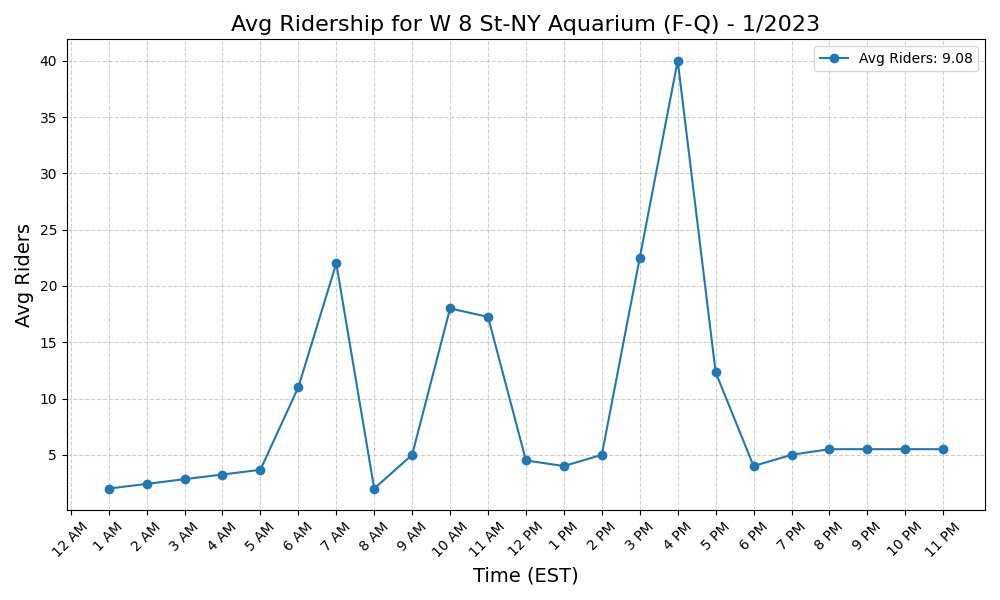 Avg Ridership for W 8 St-NY Aquarium (F-Q) - 1/2023
Avg Riders: 9.08
Avg Riders
40
35
30
25
20
15
10
5
12 AM
1 AM
2 AM
3 AM
4 AM
5 AM
6 AM
7 AM
8 AM
9 AM
10 AM
11 AM
12 PM
1 PM
2 PM
3 PM
4 PM
5 PM
6 PM
7 PM
8 PM
9 PM
10 PM
11 PM
Time (EST)